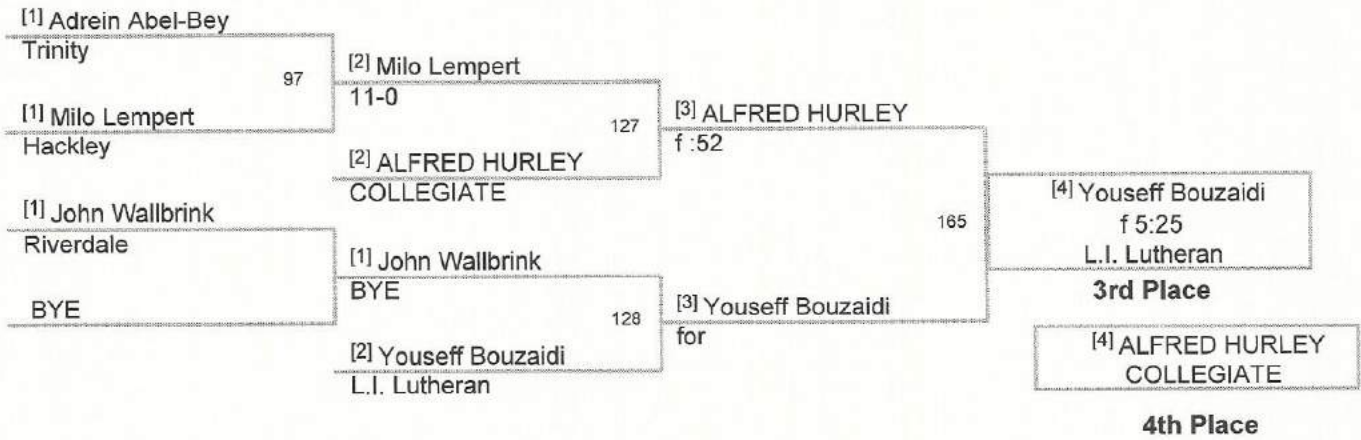 [1] Adrein Abel-Bey
Trinity
97
[1] Milo Lempert
Hackley
[1] John Wallbrink
Riverdale
BYE
[2] Milo Lempert
11-0
127
[2] ALFRED HURLEY
COLLEGIATE
[1] John Wallbrink
BYE
128
[2] Youseff Bouzaidi
L.I. Lutheran
[3] ALFRED HURLEY
f :52
165
[3] Youseff Bouzaidi
for
[4] Youseff Bouzaidi
f 5:25
L.I. Lutheran
3rd Place
[4] ALFRED HURLEY
COLLEGIATE
4th Place